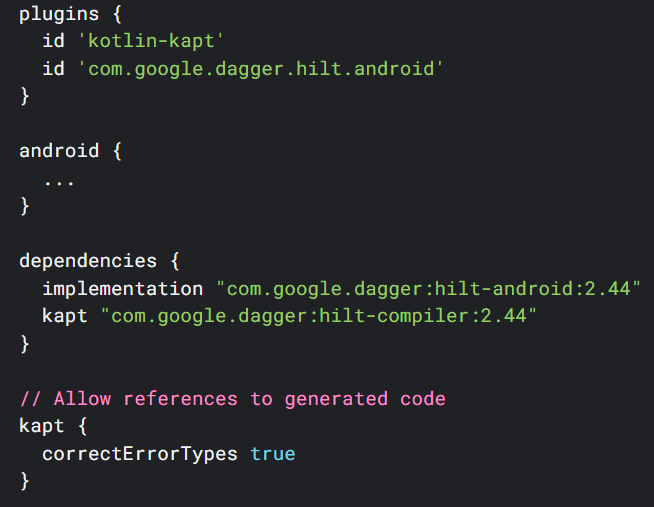 plugins {
  id 'kotlin-kapt'
  id 'com.google.dagger.hilt.android'
}

android {
  ...
}

dependencies {
  implementation "com.google.dagger:hilt-android:2.44"
  kapt "com.google.dagger:hilt-compiler:2.44"
}

// Allow references to generated code
kapt {
  correctErrorTypes true
}